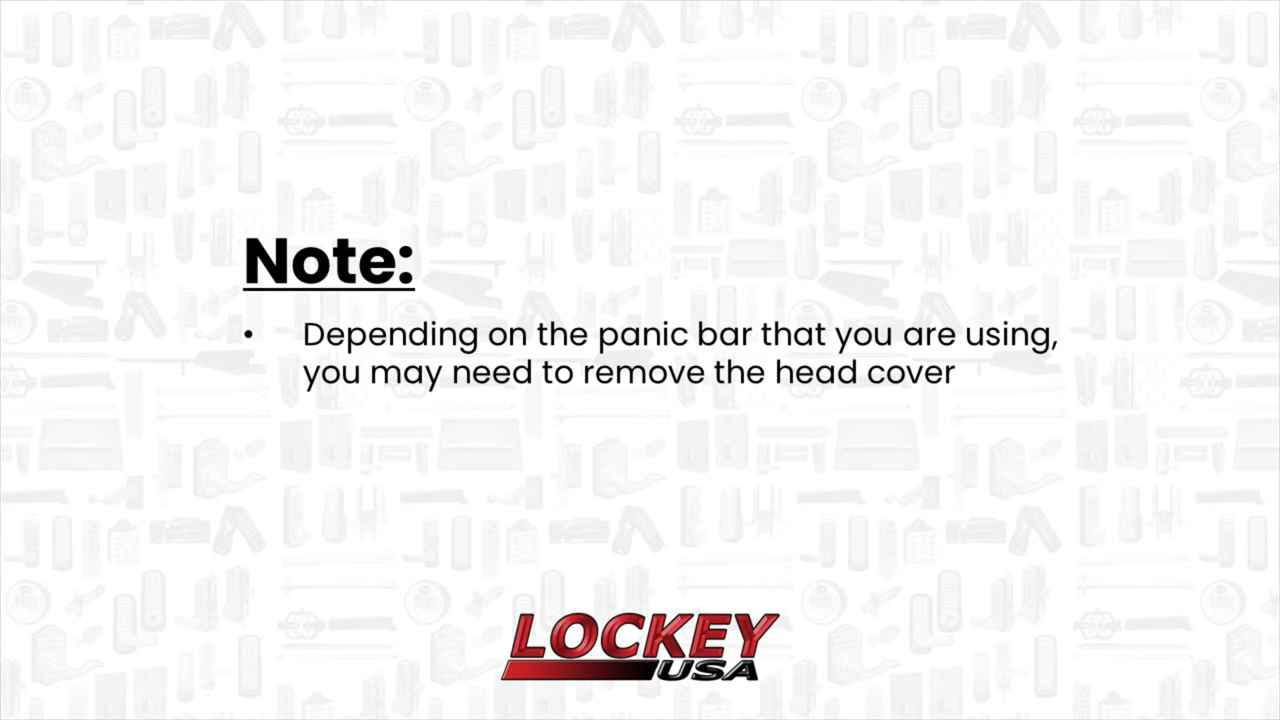 Note:
• Depending on the panic bar that you are using,
you may need to remove the head cover
LOCKEY
USA